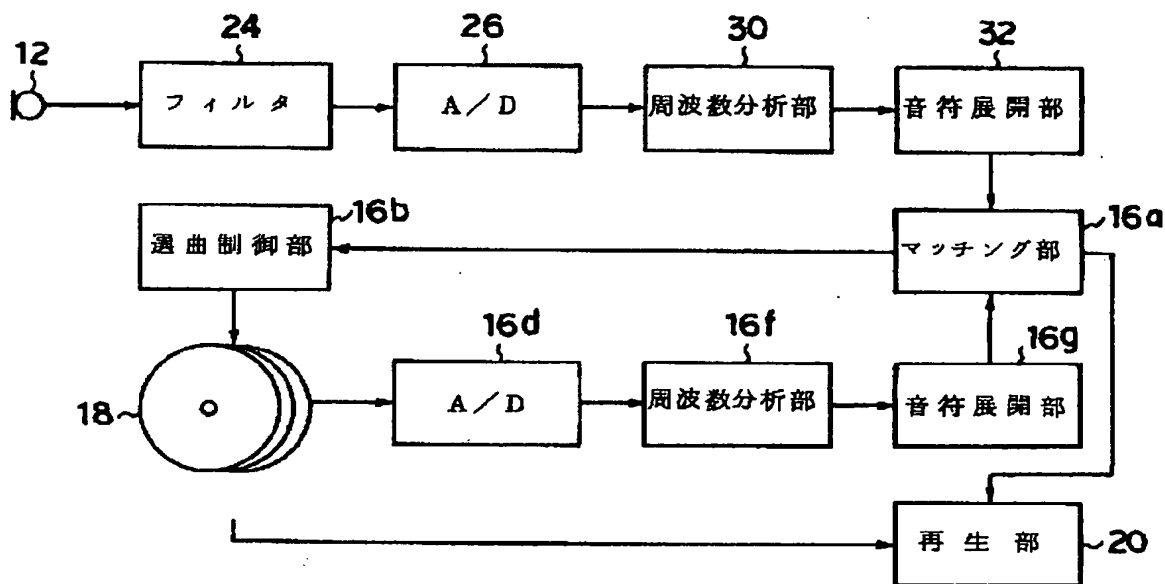 12
24
26
30
32
フィルタ
A/D
周波数分析部
音符展開部
16b
16a
選曲制御部
マッチング部
16d
16f
16g
18
A/D
周波数分析部
音符展開部
再生部
20